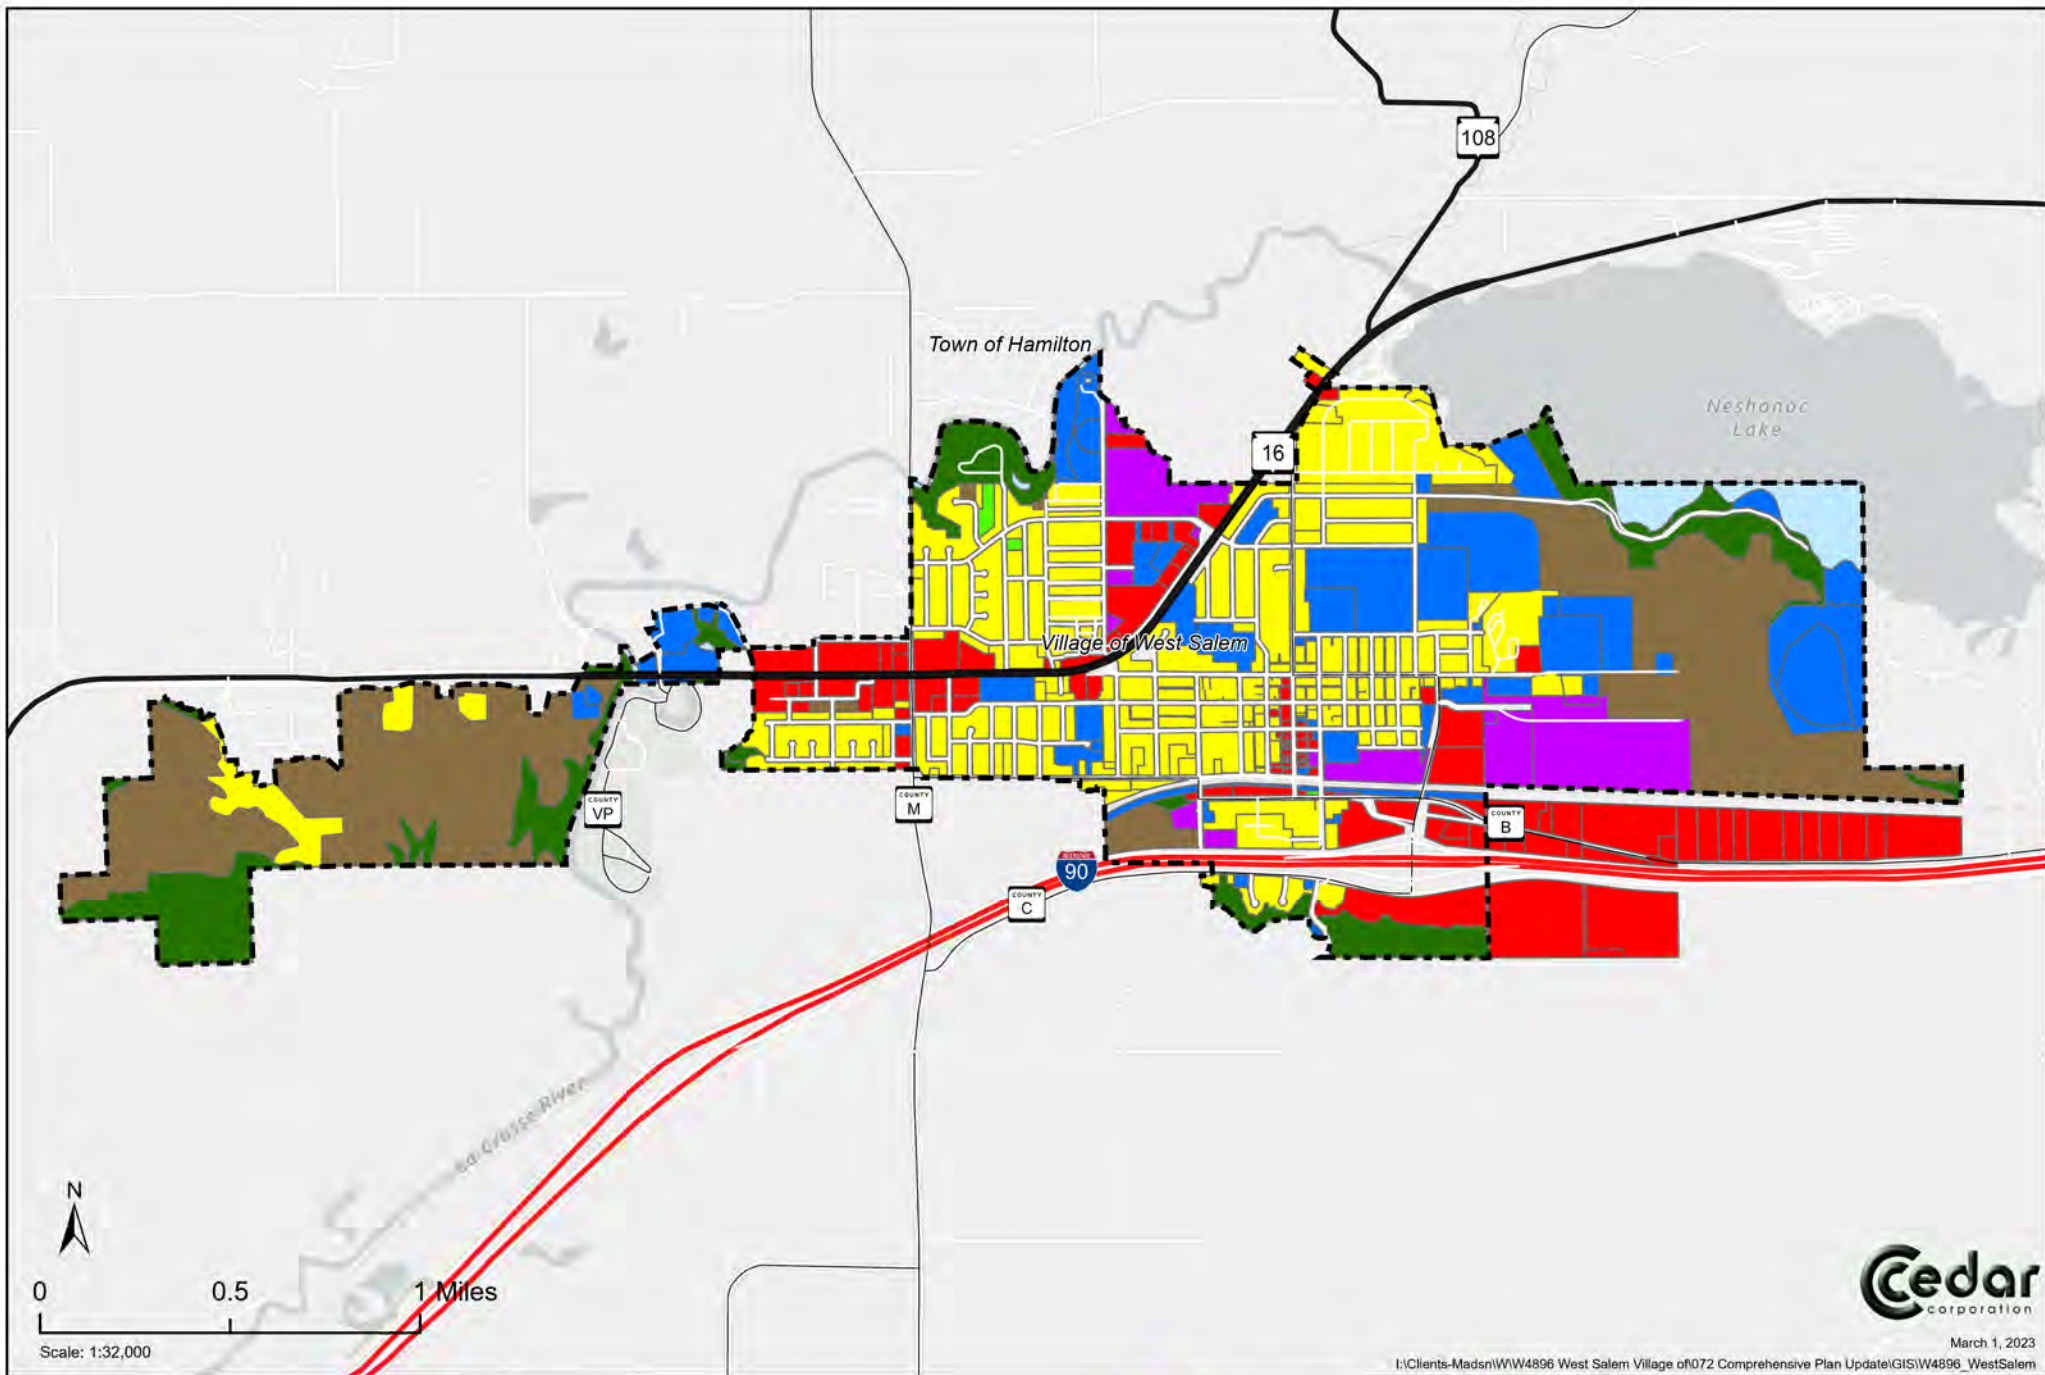 108
Town of Hamilton
Neshonoc
Lake
16
Village of West Salem
COUNTY
VP
COUNTY
M
COUNTY
B
INTERSTATE
90
COUNTY
C
La Crosse River
N
0 0.5 1 Miles
Scale: 1:32,000
Cedar
corporation
March 1, 2023
I:\Clients-Madsn\W\W4896 West Salem Village of\072 Comprehensive Plan Update\GIS\W4896_WestSalem